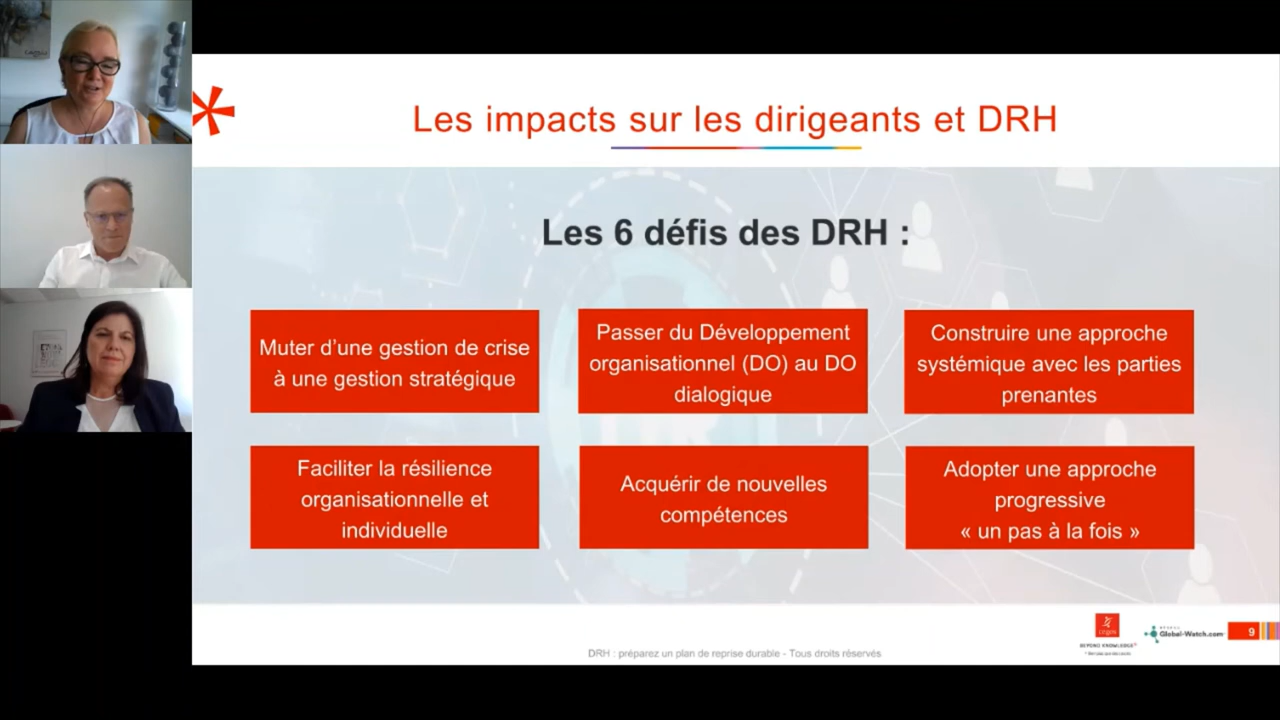 Les impacts sur les dirigeants et DRH
Les 6 défis des DRH :
Muter d'une gestion de crise
à une gestion stratégique
Passer du Développement
organisationnel (DO) au DO
dialogique
Construire une approche
systémique avec les parties
prenantes
Faciliter la résilience
organisationnelle et
individuelle
Acquérir de nouvelles
compétences
Adopter une approche
progressive
« un pas à la fois »
DRH : préparez un plan de reprise durable - Tous droits réservés
BEYOND KNOWLEDGE
Global-Watch.com
9